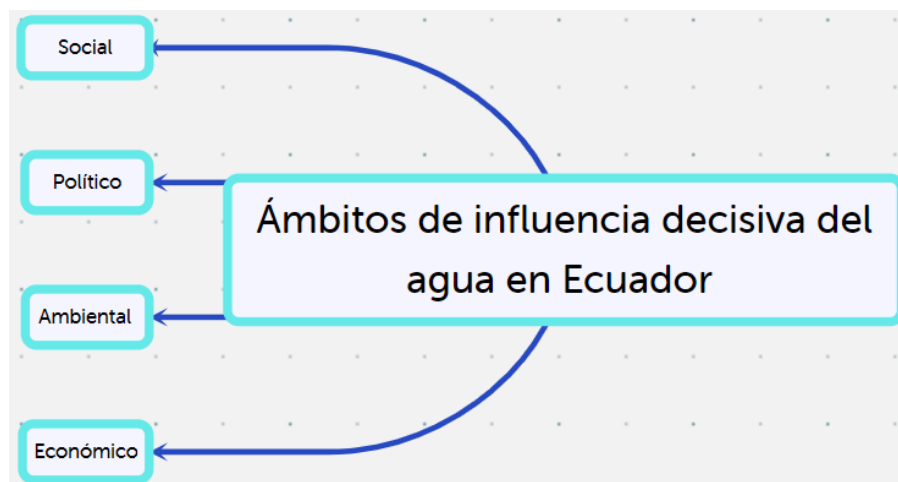 Social
Político
Ámbitos de influencia decisiva del
agua en Ecuador
Ambiental
Económico